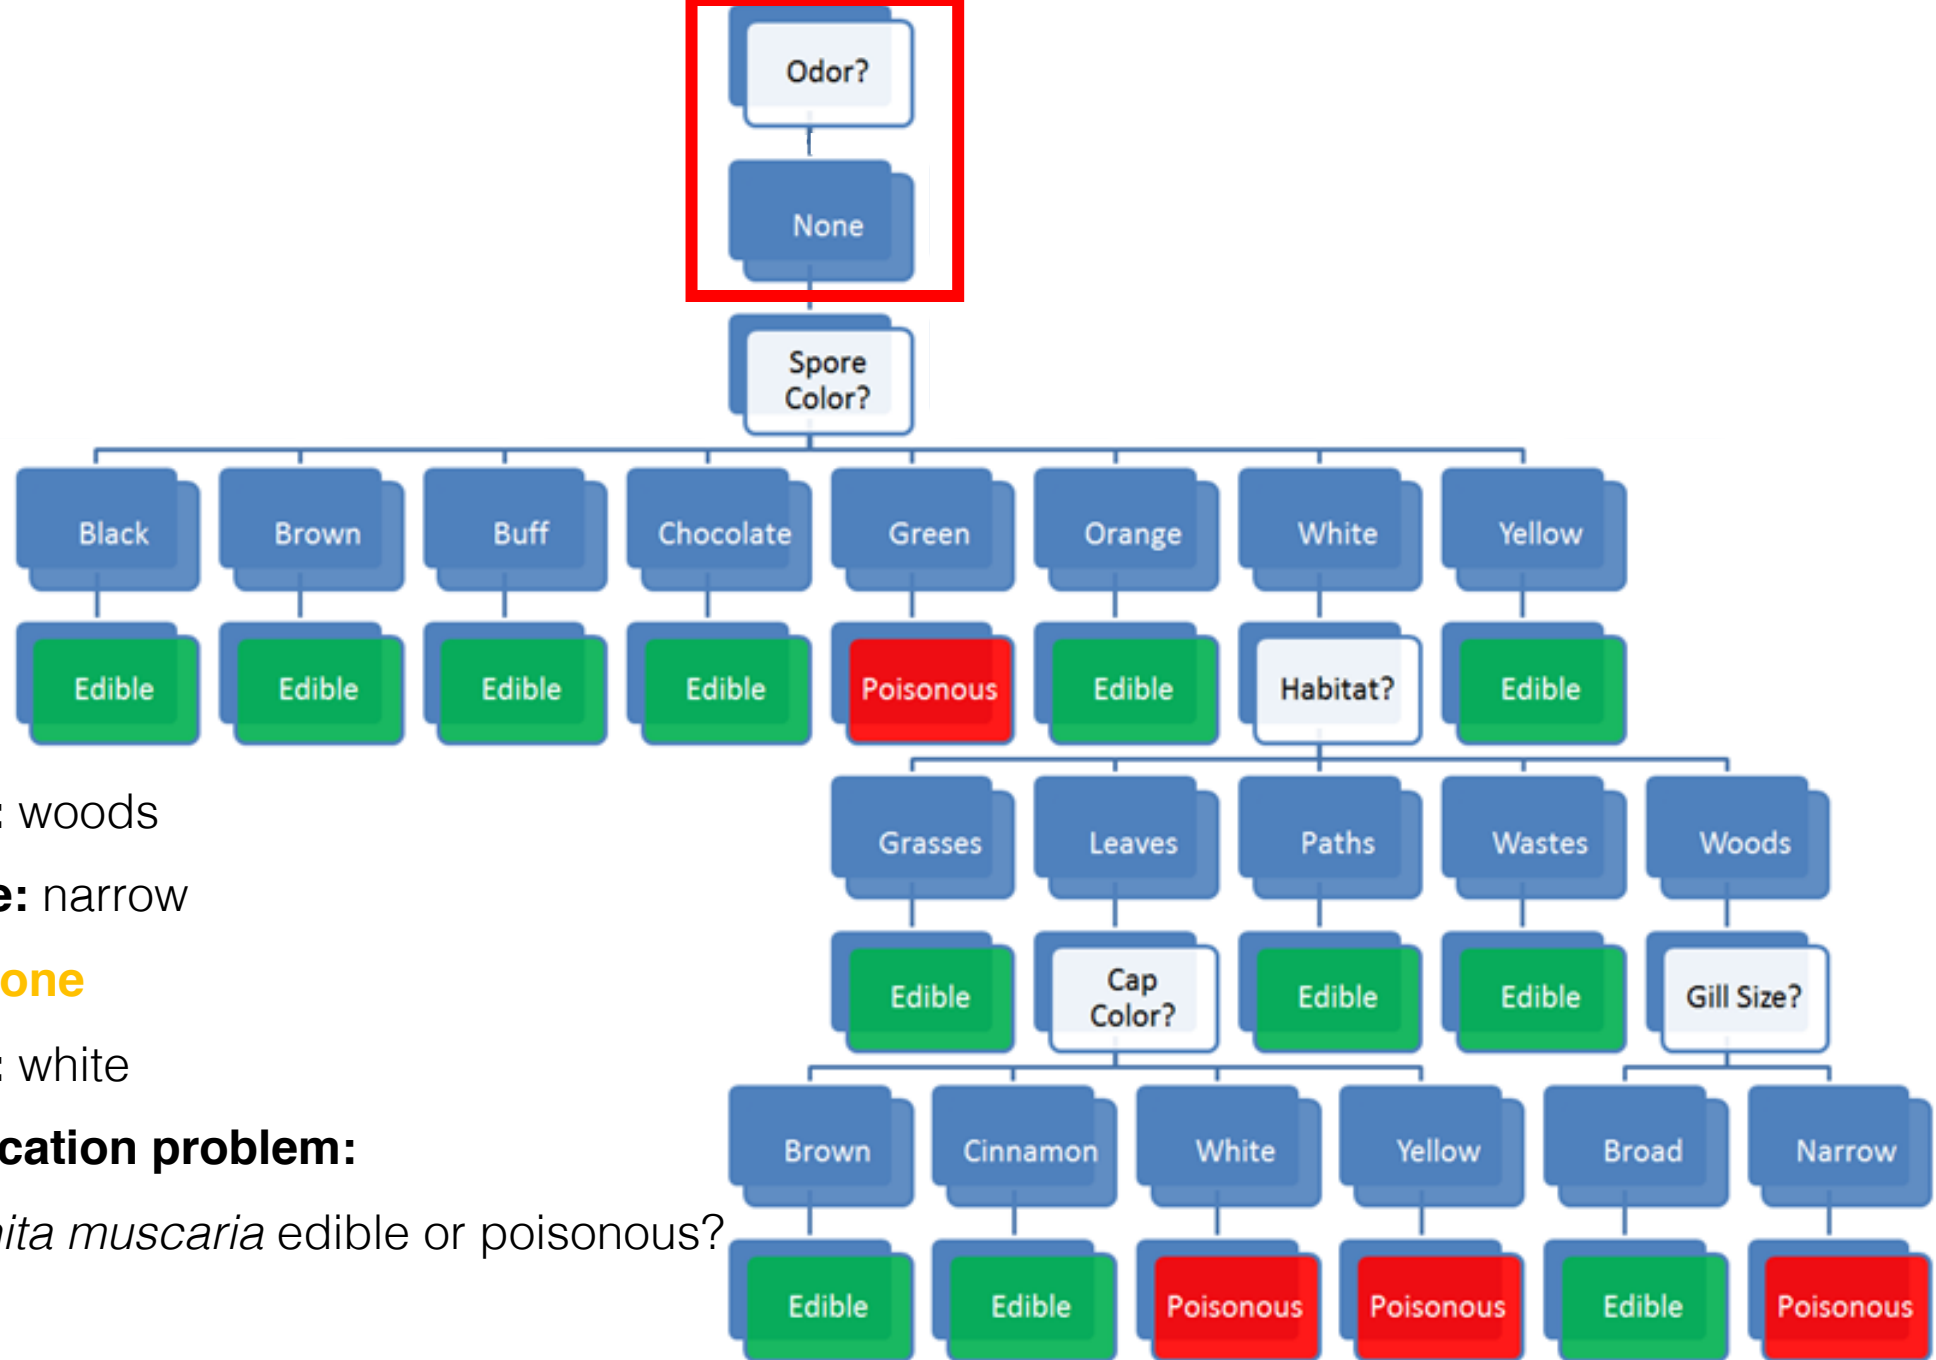 Odor?
None
Spore
Color?
Black Brown Buff Chocolate Green Orange White Yellow
Edible Edible Edible Edible Poisonous Edible Habitat? Edible
: woods
Grasses Leaves Paths Wastes Woods
e: narrow
one
Edible Cap Color? Edible Edible Gill Size?
: white
cation problem:
Brown Cinnamon White Yellow Broad Narrow
nita muscaria edible or poisonous?
Edible Edible Poisonous Poisonous Edible Poisonous